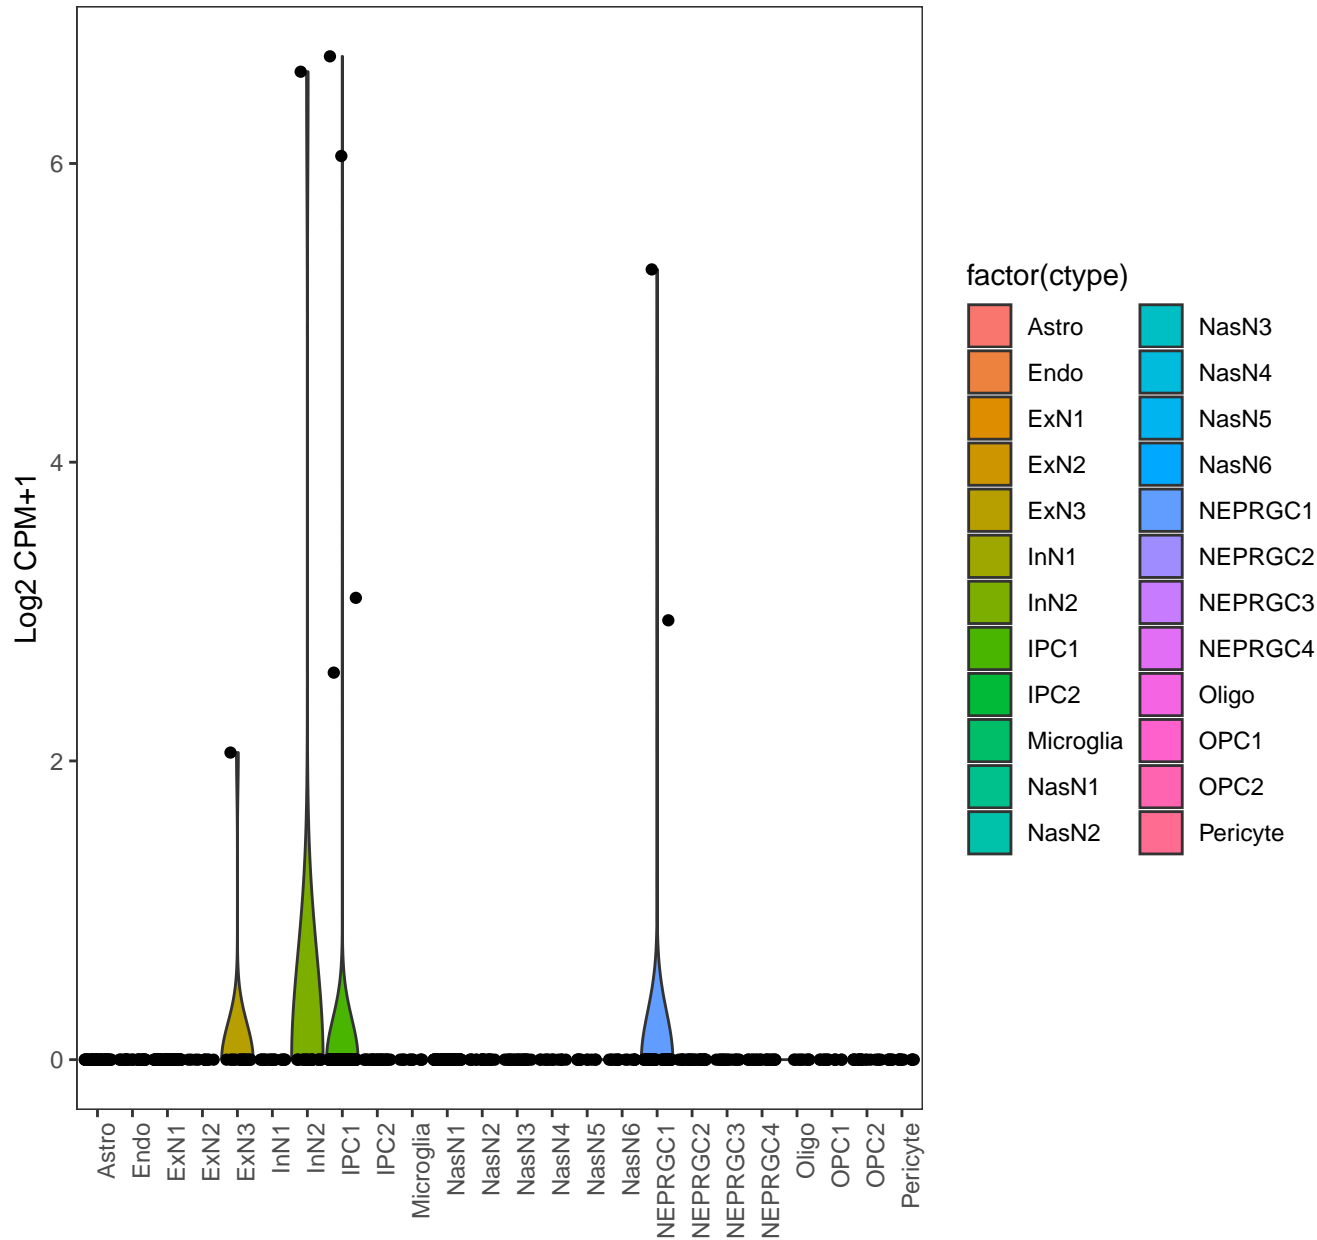 Log2 CPM+1
6
4
2
0
Astro
Endo
ExN1
ExN2
ExN3
InN1
InN2
IPC1
IPC2
Microglia
NasN1
NasN2
NasN3
NasN4
NasN5
NasN6
NEPRGC1
NEPRGC2
NEPRGC3
NEPRGC4
Oligo
OPC1
OPC2
Pericyte
factor(ctype)
Astro
Endo
ExN1
ExN2
ExN3
InN1
InN2
IPC1
IPC2
Microglia
NasN1
NasN2
NasN3
NasN4
NasN5
NasN6
NEPRGC1
NEPRGC2
NEPRGC3
NEPRGC4
Oligo
OPC1
OPC2
Pericyte